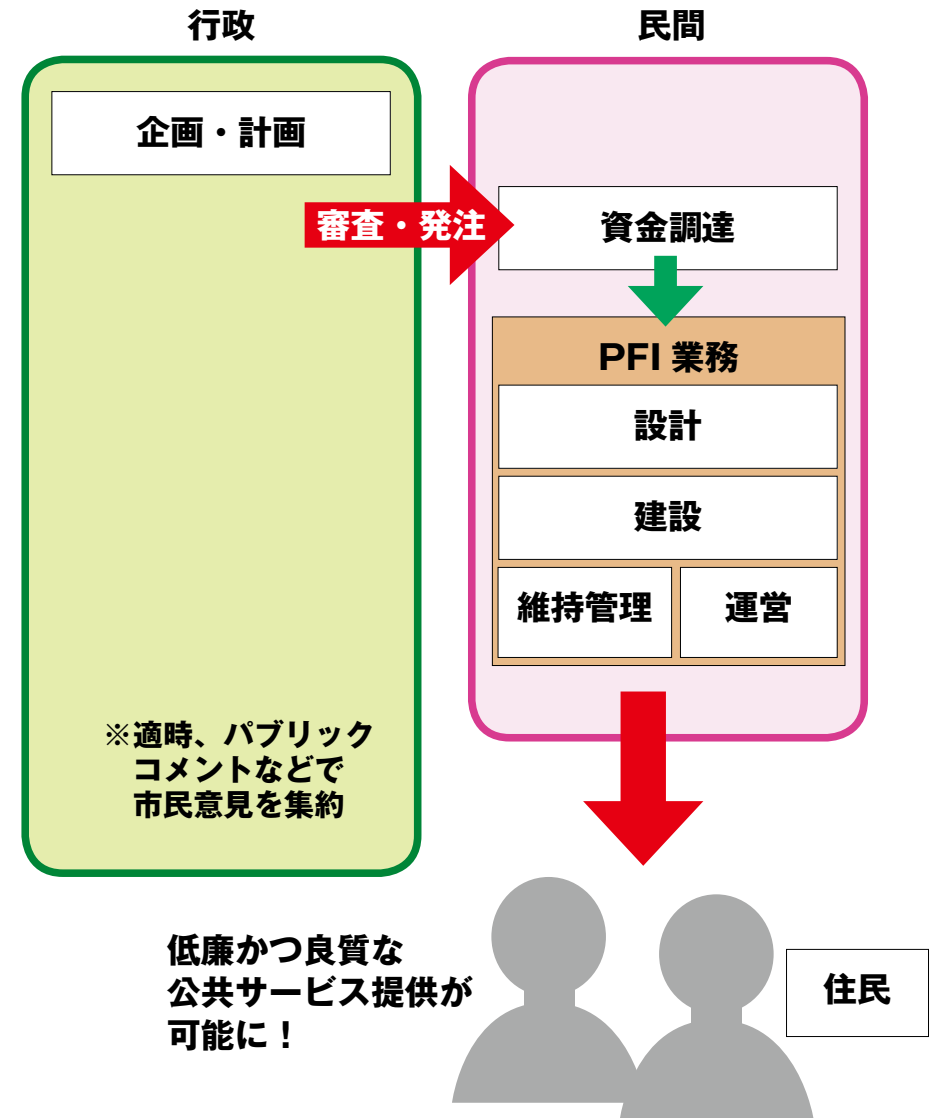 行政
民間
企画・計画
審査・発注
資金調達
PFI 業務
設計
建設
維持管理
運営
※適時、パブリック
コメントなどで
市民意見を集約
低廉かつ良質な
公共サービス提供が
可能に！
住民